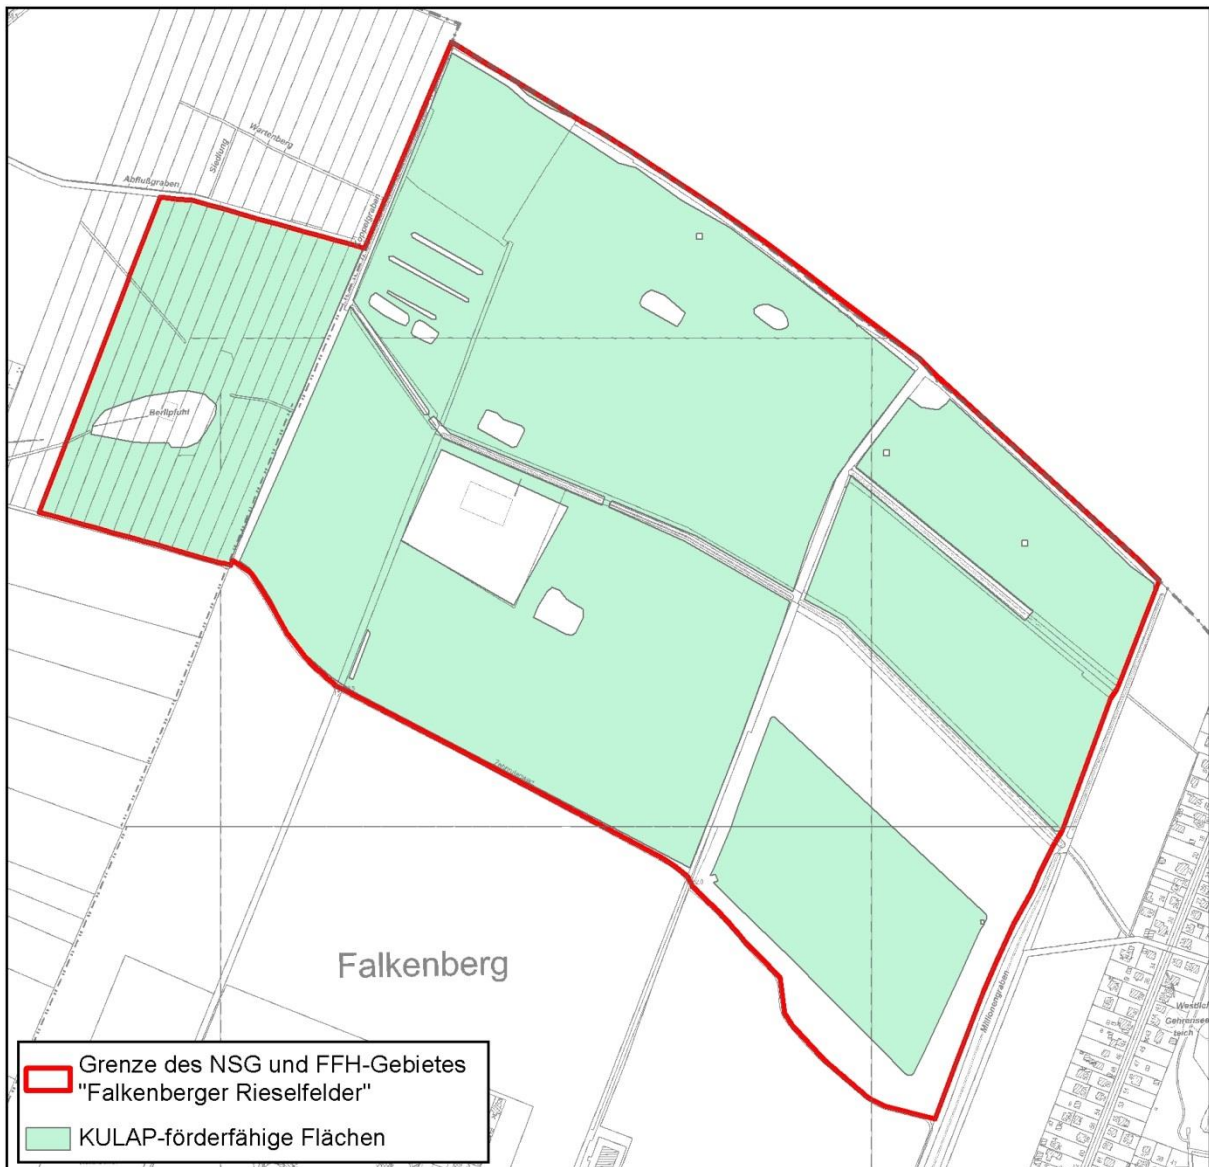 Wartenberg
Siedlung
Abflußgraben
Berlpfuhl
Falkenberg
Millionengraben
Westlich
Gehrensee
teich
Grenze des NSG und FFH-Gebietes
"Falkenberger Rieselfelder"
KULAP-förderfähige Flächen